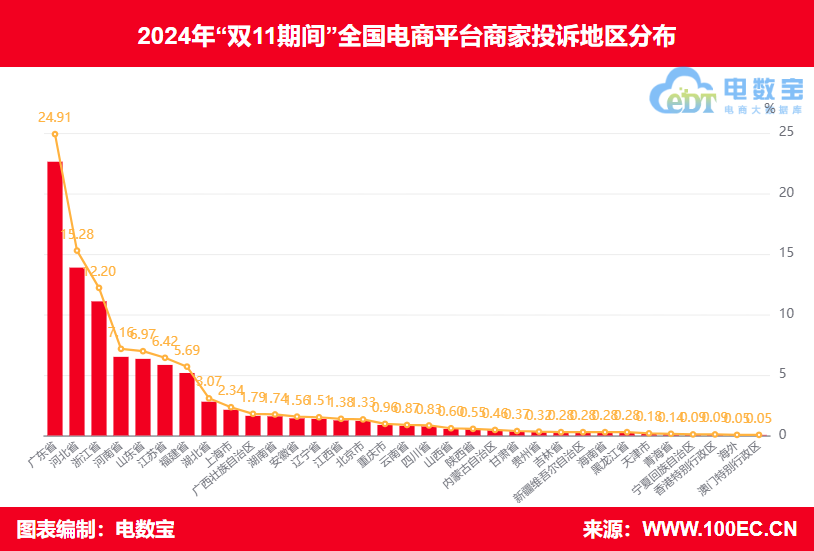 2024年“双11期间”全国电商平台商家投诉地区分布
电数宝
电商大数据库
eDT
%
24.91
15.28
12.20
7.16
6.97
6.42
5.69
3.07
2.34
1.79
1.74
1.56
1.51
1.38
1.33
0.96
0.87
0.83
0.60
0.55
0.46
0.37
0.32
0.28
0.28
0.28
0.28
0.18
0.14
0.09
0.09
0.05
0.05
25
20
15
10
5
0
广东省
河北省
浙江省
河南省
山东省
江苏省
福建省
湖北省
上海市
广西壮族自治区
湖南省
安徽省
辽宁省
江西省
北京市
重庆市
云南省
四川省
山西省
陕西省
内蒙古自治区
甘肃省
贵州省
吉林省
新疆维吾尔自治区
海南省
黑龙江省
天津市
青海省
宁夏回族自治区
香港特别行政区
海外
澳门特别行政区
图表编制：电数宝
来源：WWW.100EC.CN